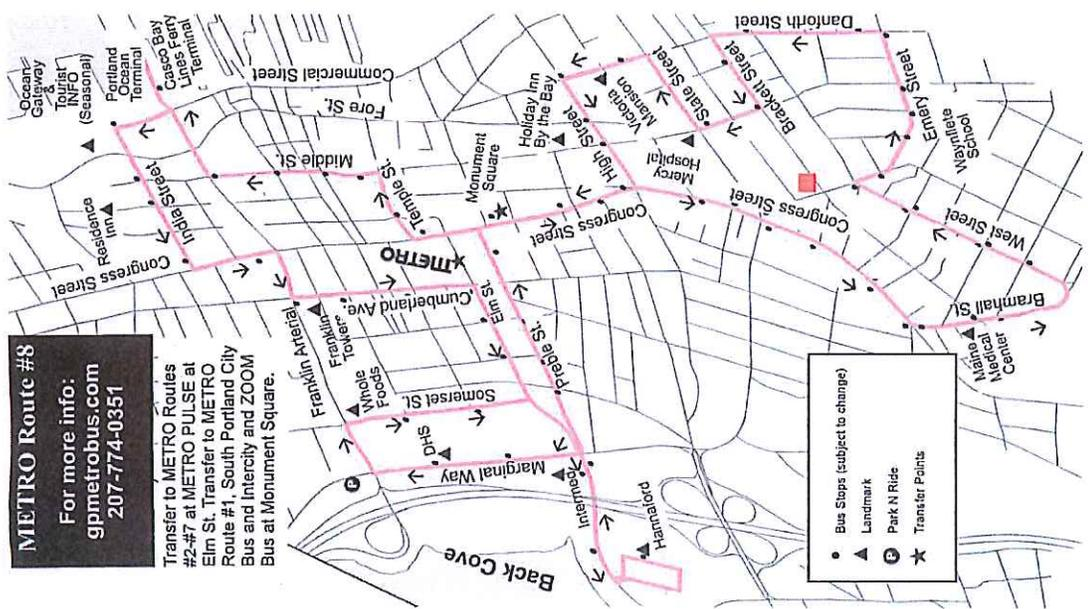 METRO Route #8
For more info:
gpmetrobus.com
207-774-0351
Transfer to METRO Routes
#2-#7 at METRO PULSE at
Elm St. Transfer to METRO
Route #1, South Portland City
Bus and Intercity and ZOOM
Bus at Monument Square.
Ocean
Gateway
&
Tourist
INFO
(Seasonal)
Portland
Ocean
Terminal
Casco Bay
Lines Ferry
Terminal
Commercial Street
Fore St.
Middle St.
India Street
Residence
Inn
Congress Street
Franklin Arterial
Franklin
Towers
Cumberland Ave.
METRO
Temple St.
Monument
Square
Elm St.
Preble St.
Whole
Foods
Somerset St.
DHS
P
Marginal Way
Intermed
Hannaford
Back Cove
Congress Street
High
Street
Holiday Inn
By the Bay
Victoria
Mansion
State Street
Mercy
Hospital
Brackett Street
Danforth Street
Emery Street
Waynflete
School
West Street
Congress Street
Bramhall St.
Maine
Medical
Center
Bus Stops (subject to change)
Landmark
P Park N Ride
Transfer Points